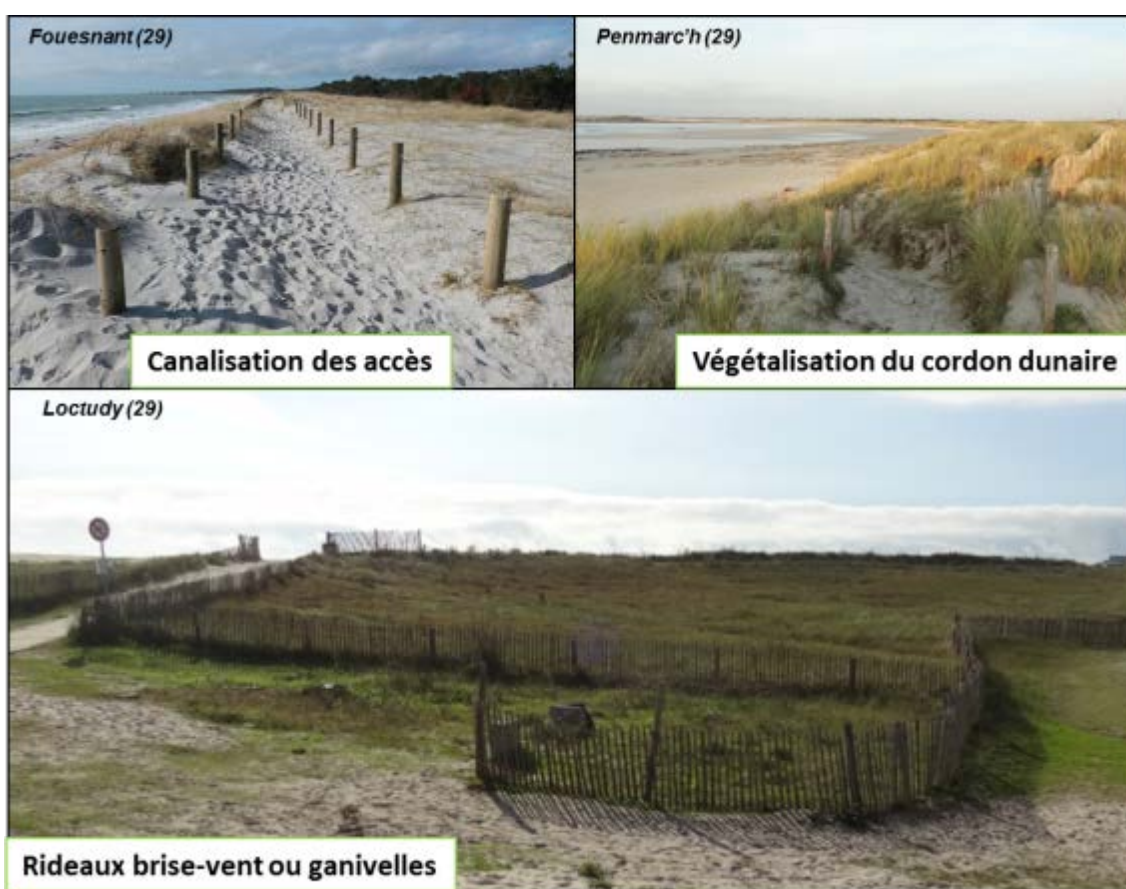 Fouesnant (29)
Penmarc'h (29)
Canalisation des accès
Végétalisation du cordon dunaire
Loctudy (29)
Rideaux brise-vent ou ganivelles